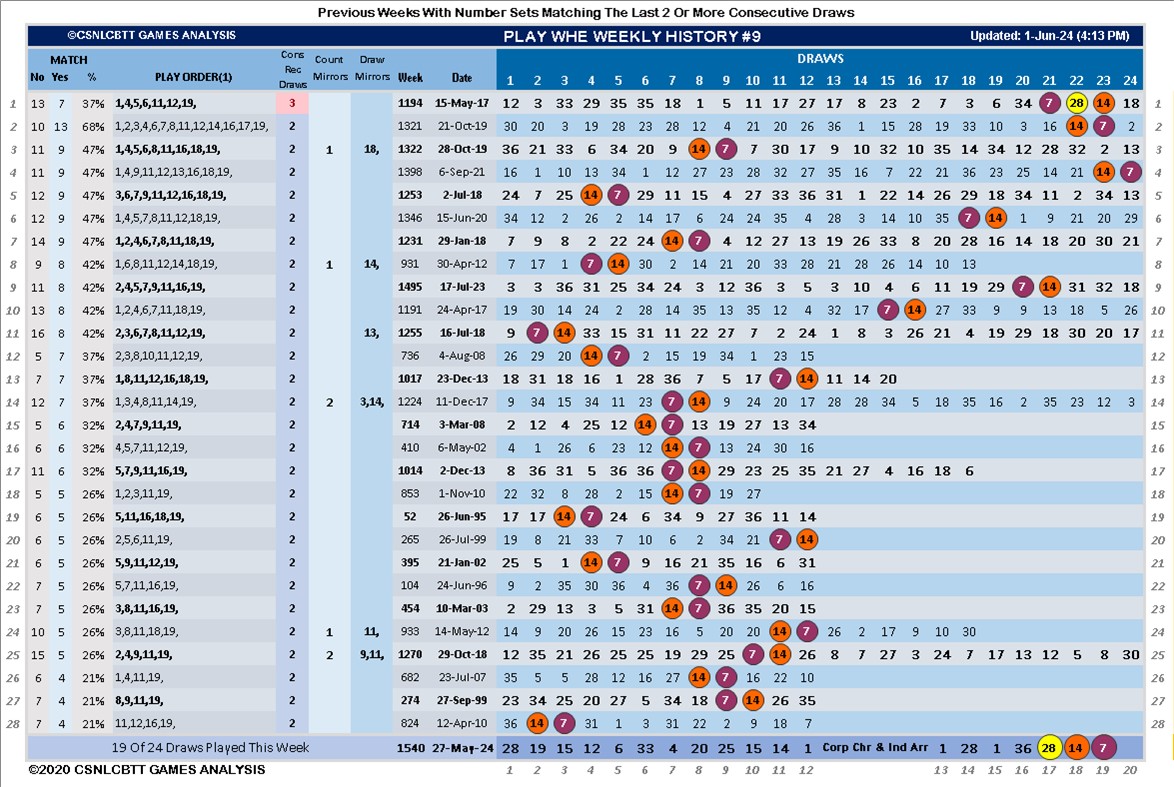 Previous Weeks With Number Sets Matching The Last 2 Or More Consecutive Draws
©CSNLCBTT GAMES ANALYSIS PLAY WHE WEEKLY HISTORY #9 Updated: 1-Jun-24 (4:13 PM)
MATCH Cons Rec Draws Count Mirrors Draw Mirrors DRAWS
No Yes % PLAY ORDER(1) Week Date 1 2 3 4 5 6 7 8 9 10 11 12 13 14 15 16 17 18 19 20 21 22 23 24
1 13 7 37% 1,4,5,6,11,12,19, 3 1194 15-May-17 12 3 33 29 35 35 18 1 5 11 17 27 17 8 23 2 7 3 6 34 7 28 14 18 1
2 10 13 68% 1,2,3,4,6,7,8,11,12,14,16,17,19, 2 1321 21-Oct-19 30 20 3 19 28 23 28 12 4 21 20 26 36 1 15 28 19 33 10 3 16 14 7 2 2
3 11 9 47% 1,4,5,6,8,11,16,18,19, 2 1 18, 1322 28-Oct-19 36 21 33 6 34 20 9 14 7 7 30 17 9 10 32 10 35 14 34 12 28 32 2 13 3
4 11 9 47% 1,4,9,11,12,13,16,18,19, 2 1398 6-Sep-21 16 1 10 13 34 1 12 27 23 28 32 27 35 16 7 22 21 36 23 25 14 21 14 7 4
5 12 9 47% 3,6,7,9,11,12,16,18,19, 2 1253 2-Jul-18 24 7 25 14 7 29 11 15 4 27 33 36 31 1 22 14 26 29 18 34 11 2 34 13 5
6 12 9 47% 1,4,5,7,8,11,12,18,19, 2 1346 15-Jun-20 34 12 2 26 2 14 17 6 24 24 35 4 28 3 14 10 35 7 14 1 9 21 20 29 6
7 14 9 47% 1,2,4,6,7,8,11,18,19, 2 1231 29-Jan-18 7 9 8 2 22 24 14 7 4 12 27 13 19 26 33 8 20 28 16 14 18 20 30 21 7
8 9 8 42% 1,6,8,11,12,14,18,19, 2 1 14, 931 30-Apr-12 7 17 1 7 14 30 2 14 21 20 33 28 21 28 26 14 10 13 8
9 11 8 42% 2,4,5,7,9,11,16,19, 2 1495 17-Jul-23 3 3 36 31 25 34 24 3 12 36 3 5 3 10 4 6 11 19 29 7 14 31 32 18 9
10 13 8 42% 1,2,4,6,7,11,18,19, 2 1191 24-Apr-17 19 30 14 24 2 31 14 35 13 35 12 4 32 17 7 14 27 33 9 9 13 18 5 26 10
11 16 8 42% 2,3,6,7,8,11,12,19, 2 13, 1255 16-Jul-18 9 7 14 33 15 31 28 11 22 27 7 2 24 1 8 3 26 21 4 19 29 18 30 20 17 11
12 5 7 37% 2,3,8,10,11,12,19, 2 736 4-Aug-08 26 29 20 14 7 2 15 19 34 1 23 15 12
13 7 7 37% 1,8,11,12,16,18,19, 2 1017 23-Dec-13 18 31 18 16 1 28 36 7 5 17 7 14 11 14 20 13
14 12 7 37% 1,3,4,8,11,14,19, 2 2 3,14, 1224 11-Dec-17 9 34 15 34 11 23 7 14 9 24 20 17 28 28 34 5 18 35 16 2 35 23 12 3 14
15 5 6 32% 2,4,7,9,11,19, 2 714 3-Mar-08 2 12 4 25 12 14 7 13 19 27 13 34 15
16 6 6 32% 4,5,7,11,12,19, 2 410 6-May-02 4 1 26 6 23 12 14 7 13 24 30 16 16
17 11 6 32% 5,7,9,11,16,19, 2 1014 2-Dec-13 8 36 31 5 36 36 7 14 29 23 25 35 21 27 4 16 18 6 17
18 5 5 26% 1,2,3,11,19, 2 853 1-Nov-10 22 32 8 28 2 15 14 7 19 27 18
19 6 5 26% 5,11,16,18,19, 2 52 26-Jun-95 17 17 14 7 24 6 34 9 27 36 11 14 19
20 6 5 26% 2,5,6,11,19, 2 265 26-Jul-99 19 8 21 33 7 10 6 2 34 21 7 14 20
21 6 5 26% 5,9,11,12,19, 2 395 21-Jan-02 25 5 1 14 7 9 16 21 35 16 6 31 21
22 7 5 26% 5,7,11,16,19, 2 104 24-Jun-96 9 2 35 30 36 4 36 7 14 26 6 16 22
23 7 5 26% 3,8,11,16,19, 2 454 10-Mar-03 2 29 13 3 5 31 14 7 36 35 20 15 23
24 10 5 26% 3,8,11,18,19, 2 1 11, 933 14-May-12 14 9 20 26 15 23 16 5 20 20 14 7 26 2 17 9 10 30 24
25 15 5 26% 2,4,9,11,19, 2 2 9,11, 1270 29-Oct-18 12 35 21 26 25 25 19 29 25 7 14 26 8 7 27 3 24 7 17 13 12 5 8 30 25
26 6 4 21% 1,4,11,19, 2 682 23-Jul-07 35 5 5 28 12 16 27 14 7 16 22 10 26
27 7 4 21% 8,9,11,19, 2 274 27-Sep-99 23 34 25 20 27 5 34 18 7 14 26 35 27
28 7 4 21% 11,12,16,19, 2 824 12-Apr-10 36 14 7 31 1 3 31 22 2 9 18 7 28
19 Of 24 Draws Played This Week 1540 27-May-24 28 19 15 12 6 33 4 20 25 15 14 1 Corp Chr & Ind Arr 1 28 1 36 28 14 7
©2020 CSNLCBTT GAMES ANALYSIS 1 2 3 4 5 6 7 8 9 10 11 12 13 14 15 16 17 18 19 20